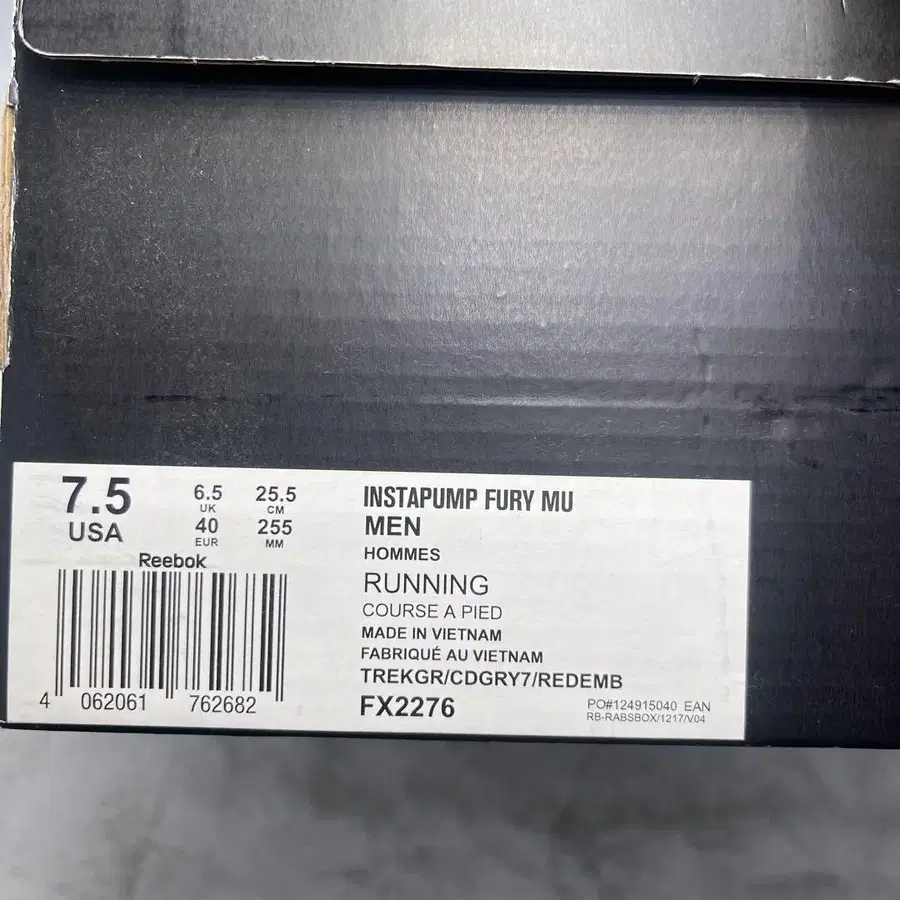 7.5
USA
6.5
UK
40
EUR
25.5
CM
255
MM
Reebok
4 062061 762682
INSTAPUMP FURY MU
MEN
HOMMES
RUNNING
COURSE A PIED
MADE IN VIETNAM
FABRIQUÉ AU VIETNAM
TREKGR/CDGRY7/REDEMB
FX2276
PO#124915040 EAN
RB-RABSBOX/1217/V04